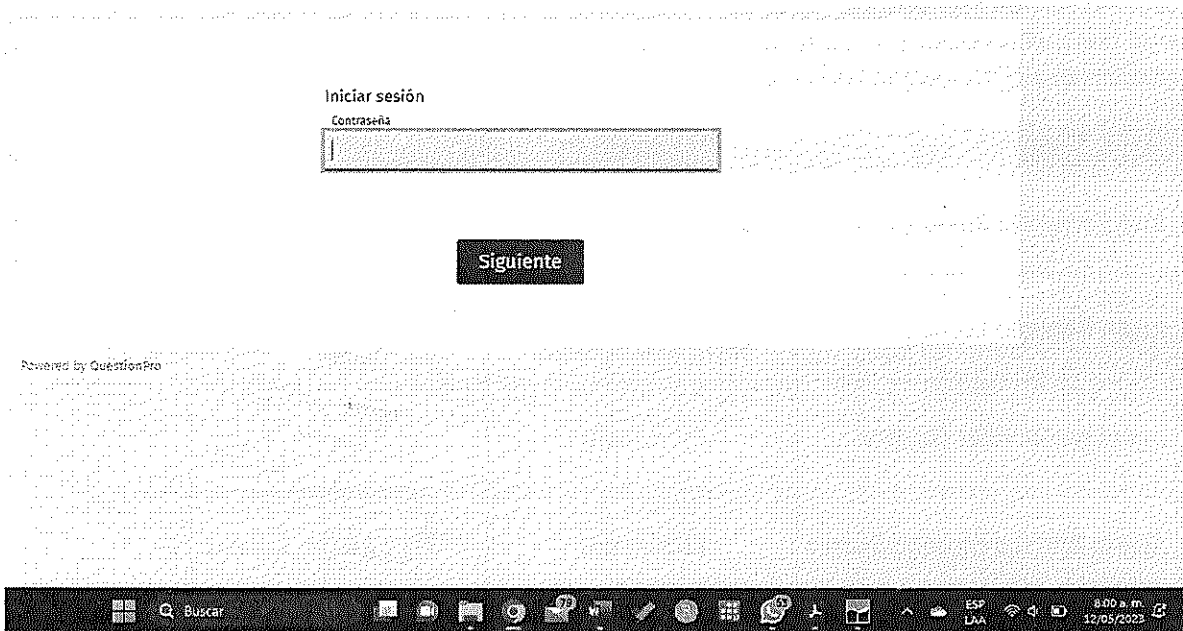 Iniciar sesión
Contraseña
Siguiente
Powered by QuestionPro
Buscar
ESP
LAA
8:00 a. m.
12/05/2023